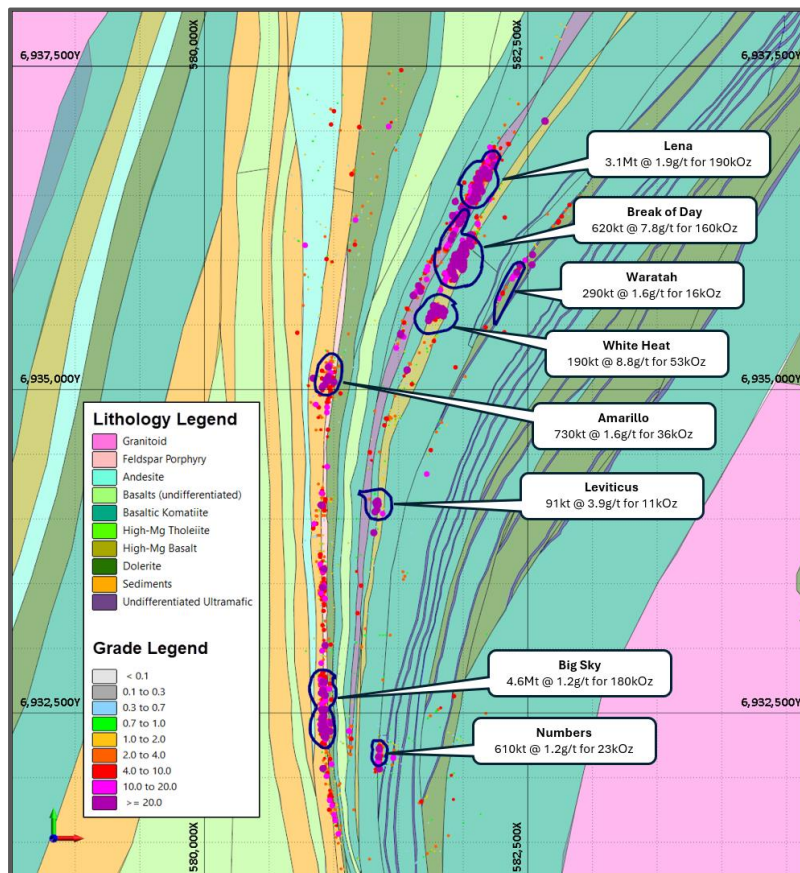 6,937,500Y
580,000X
582,500X
6,937,500Y
Lena
3.1Mt @ 1.9g/t for 190kOz
Break of Day
620kt @ 7.8g/t for 160kOz
Waratah
290kt @ 1.6g/t for 16kOz
White Heat
190kt @ 8.8g/t for 53kOz
6,935,000Y
6,935,000Y
Amarillo
730kt @ 1.6g/t for 36kOz
Leviticus
91kt @ 3.9g/t for 11kOz
Big Sky
4.6Mt @ 1.2g/t for 180kOz
Numbers
610kt @ 1.2g/t for 23kOz
Lithology Legend
Granitoid
Feldspar Porphyry
Andesite
Basalts (undifferentiated)
Basaltic Komatiite
High-Mg Tholeiite
High-Mg Basalt
Dolerite
Sediments
Undifferentiated Ultramafic
Grade Legend
< 0.1
0.1 to 0.3
0.3 to 0.7
0.7 to 1.0
1.0 to 2.0
2.0 to 4.0
4.0 to 10.0
10.0 to 20.0
>= 20.0
6,932,500Y
6,932,500Y
580,000X
582,500X